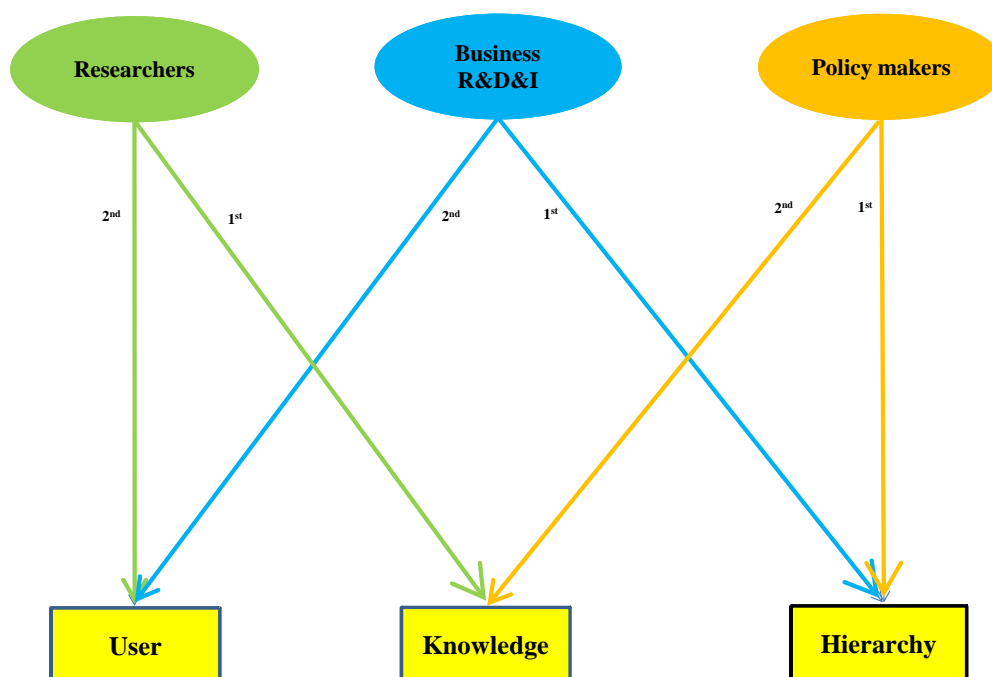 Researchers
Business
R&D&I
Policy makers
2nd
1st
2nd
1st
2nd
1st
User
Knowledge
Hierarchy